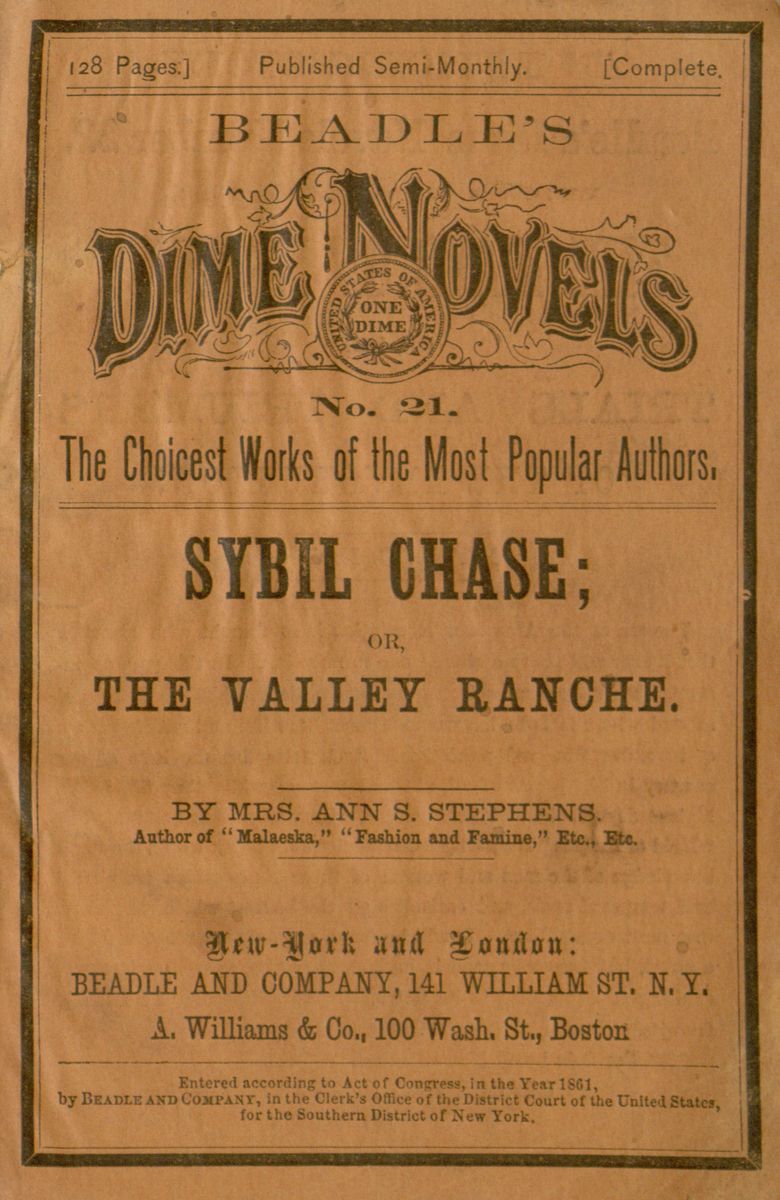 128 Pages.] Published Semi-Monthly. [Complete.
BEADLE'S
DIME NOVELS
UNITED STATES OF AMERICA
ONE
DIME
No. 21.
The Choicest Works of the Most Popular Authors.
SYBIL CHASE;
OR,
THE VALLEY RANCHE.
BY MRS. ANN S. STEPHENS.
Author of "Malaeska," "Fashion and Famine," Etc., Etc.
New-York and London:
BEADLE AND COMPANY, 141 WILLIAM ST. N. Y.
A. Williams & Co., 100 Wash. St., Boston
Entered according to Act of Congress, in the Year 1861,
by BEADLE AND COMPANY, in the Clerk's Office of the District Court of the United States,
for the Southern District of New York.